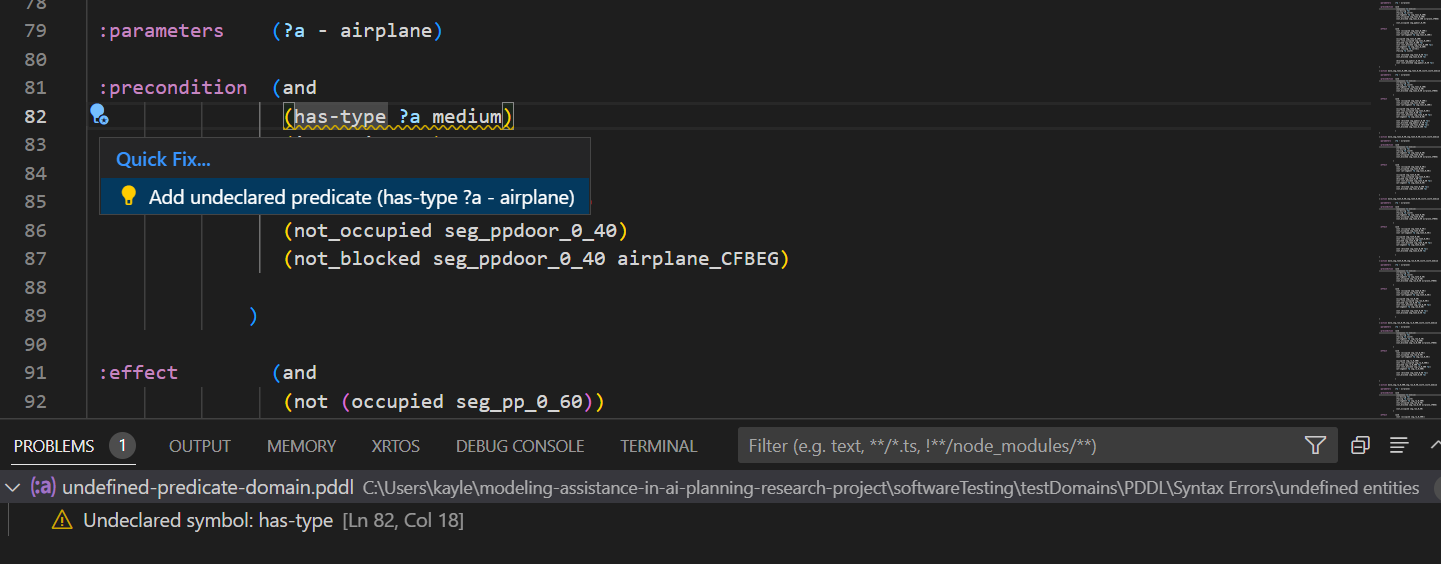 78
79 :parameters (?a - airplane)
80
81 :precondition (and
82 (has-type ?a medium)
83
Quick Fix...
84
Add undeclared predicate (has-type ?a - airplane)
85
86 (not_occupied seg_ppdoor_0_40)
87 (not_blocked seg_ppdoor_0_40 airplane_CFBEG)
88
89 )
90
91 :effect (and
92 (not (occupied seg_pp_0_60))
PROBLEMS 1 OUTPUT MEMORY XRTOS DEBUG CONSOLE TERMINAL Filter (e.g. text, **/*.ts, !**/node_modules/**)
(:a) undefined-predicate-domain.pddl C:\Users\kayle\modeling-assistance-in-ai-planning-research-project\softwareTesting\testDomains\PDDL\Syntax Errors\undefined entities
Undeclared symbol: has-type [Ln 82, Col 18]